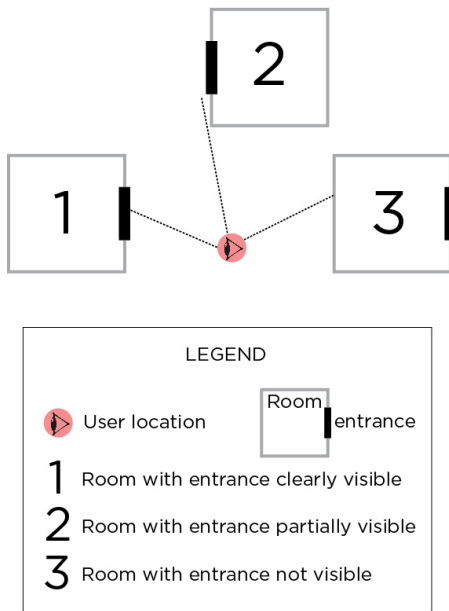 2
1
3
LEGEND
User location
Room
entrance
1 Room with entrance clearly visible
2 Room with entrance partially visible
3 Room with entrance not visible